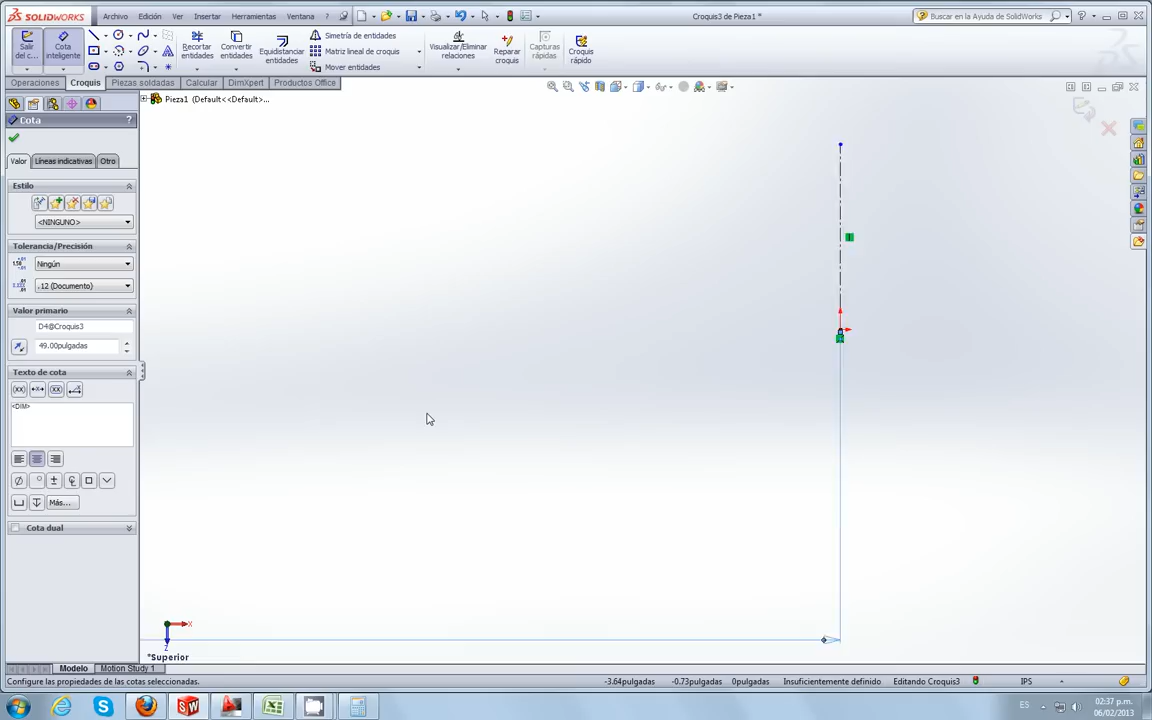 SOLIDWORKS Archivo Edición Ver Insertar Herramientas Ventana ? Croquis3 de Pieza1 * Buscar en la Ayuda de SolidWorks
Salir del c...
Cota inteligente
Recortar entidades
Convertir entidades
Equidistanciar entidades
Simetría de entidades
Matriz lineal de croquis
Mover entidades
Visualizar/Eliminar relaciones
Reparar croquis
Capturas rápidas
Croquis rápido
Operaciones Croquis Piezas soldadas Calcular DimXpert Productos Office
Pieza1 (Default<<Default>...
Cota ?
Valor Líneas indicativas Otro
Estilo
<NINGUNO>
Tolerancia/Precisión
Ningún
.12 (Documento)
Valor primario
D4@Croquis3
49.00pulgadas
Texto de cota
<DIM>
Más...
Cota dual
X
Z
*Superior
Modelo Motion Study 1
Configure las propiedades de las cotas seleccionadas. -3.64pulgadas -0.73pulgadas 0pulgadas Insuficientemente definido Editando Croquis3 IPS
ES 02:37 p.m.
06/02/2013